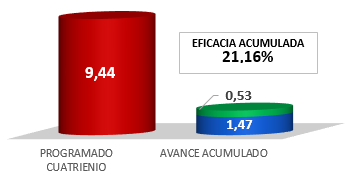 EFICACIA ACUMULADA
21,16%
9,44
0,53
1,47
PROGRAMADO
CUATRIENIO
AVANCE ACUMULADO